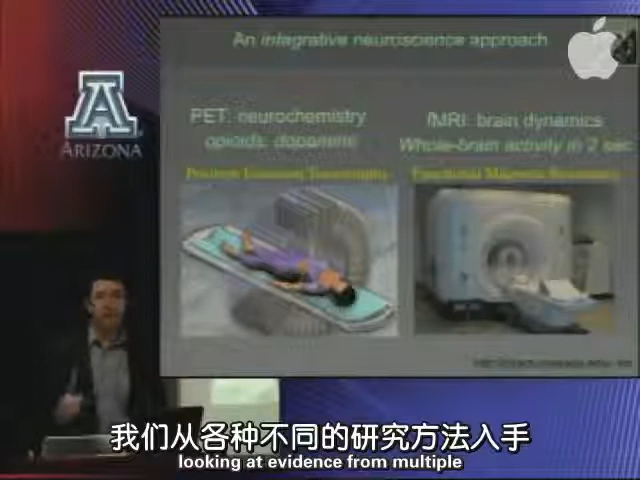 An integrative neuroscience approach
PET: neurochemistry
opioids: dopamine
fMRI: brain dynamics
Whole-brain activity in 2 sec
Positron Emission Tomography
Functional Magnetic Resonance
A
ARIZONA
我们从各种不同的研究方法入手
looking at evidence from multiple